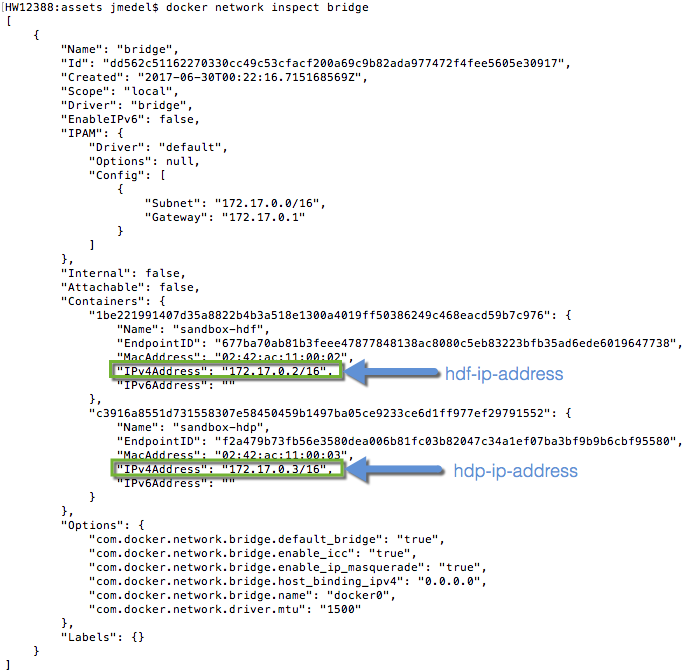 [HW12388:assets jmedel$ docker network inspect bridge
[
    {
        "Name": "bridge",
        "Id": "dd562c51162270330cc49c53cfacf200a69c9b82ada977472f4fee5605e30917",
        "Created": "2017-06-30T00:22:16.715168569Z",
        "Scope": "local",
        "Driver": "bridge",
        "EnableIPv6": false,
        "IPAM": {
            "Driver": "default",
            "Options": null,
            "Config": [
                {
                    "Subnet": "172.17.0.0/16",
                    "Gateway": "172.17.0.1"
                }
            ]
        },
        "Internal": false,
        "Attachable": false,
        "Containers": {
            "1be221991407d35a8822b4b3a518e1300a4019ff50386249c468eacd59b7c976": {
                "Name": "sandbox-hdf",
                "EndpointID": "677ba70ab81b3feee47877848138ac8080c5eb83223bfb35ad6ede6019647738",
                "MacAddress": "02:42:ac:11:00:02",
                "IPv4Address": "172.17.0.2/16", hdf-ip-address
                "IPv6Address": ""
            },
            "c3916a8551d731558307e58450459b1497ba05ce9233ce6d1ff977ef29791552": {
                "Name": "sandbox-hdp",
                "EndpointID": "f2a479b73fb56e3580dea006b81fc03b82047c34a1ef07ba3bf9b9b6cbf95580",
                "MacAddress": "02:42:ac:11:00:03",
                "IPv4Address": "172.17.0.3/16", hdp-ip-address
                "IPv6Address": ""
            }
        },
        "Options": {
            "com.docker.network.bridge.default_bridge": "true",
            "com.docker.network.bridge.enable_icc": "true",
            "com.docker.network.bridge.enable_ip_masquerade": "true",
            "com.docker.network.bridge.host_binding_ipv4": "0.0.0.0",
            "com.docker.network.bridge.name": "docker0",
            "com.docker.network.driver.mtu": "1500"
        },
        "Labels": {}
    }
]